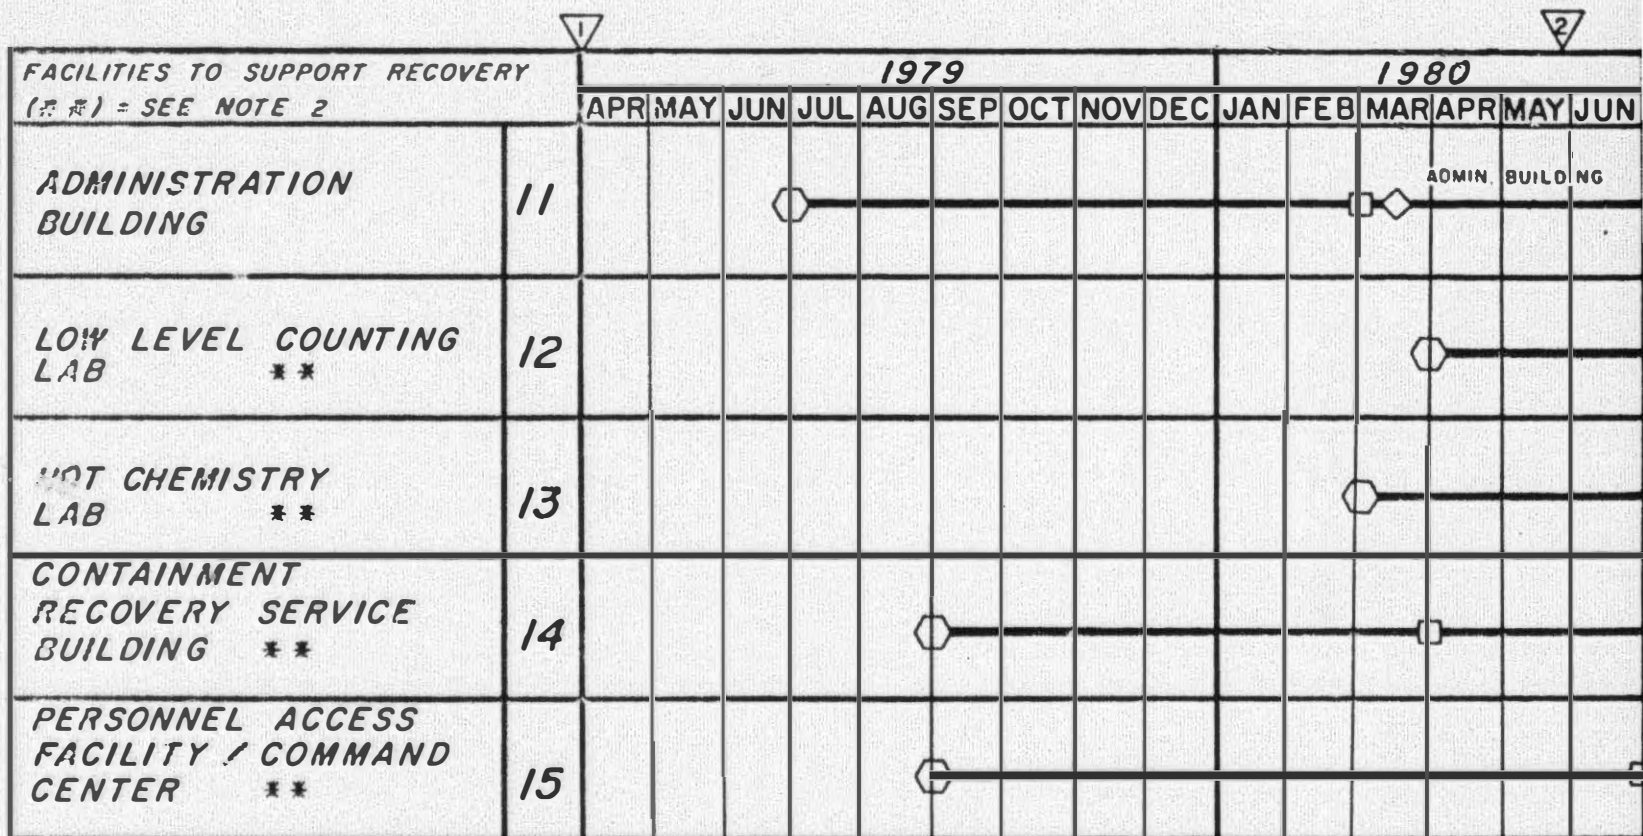 1
2
FACILITIES TO SUPPORT RECOVERY
(**) = SEE NOTE 2
1979
1980
APR MAY JUN JUL AUG SEP OCT NOV DEC JAN FEB MAR APR MAY JUN
ADMINISTRATION
BUILDING
11
ADMIN. BUILDING
LOW LEVEL COUNTING
LAB **
12
HOT CHEMISTRY
LAB **
13
CONTAINMENT
RECOVERY SERVICE
BUILDING **
14
PERSONNEL ACCESS
FACILITY / COMMAND
CENTER **
15